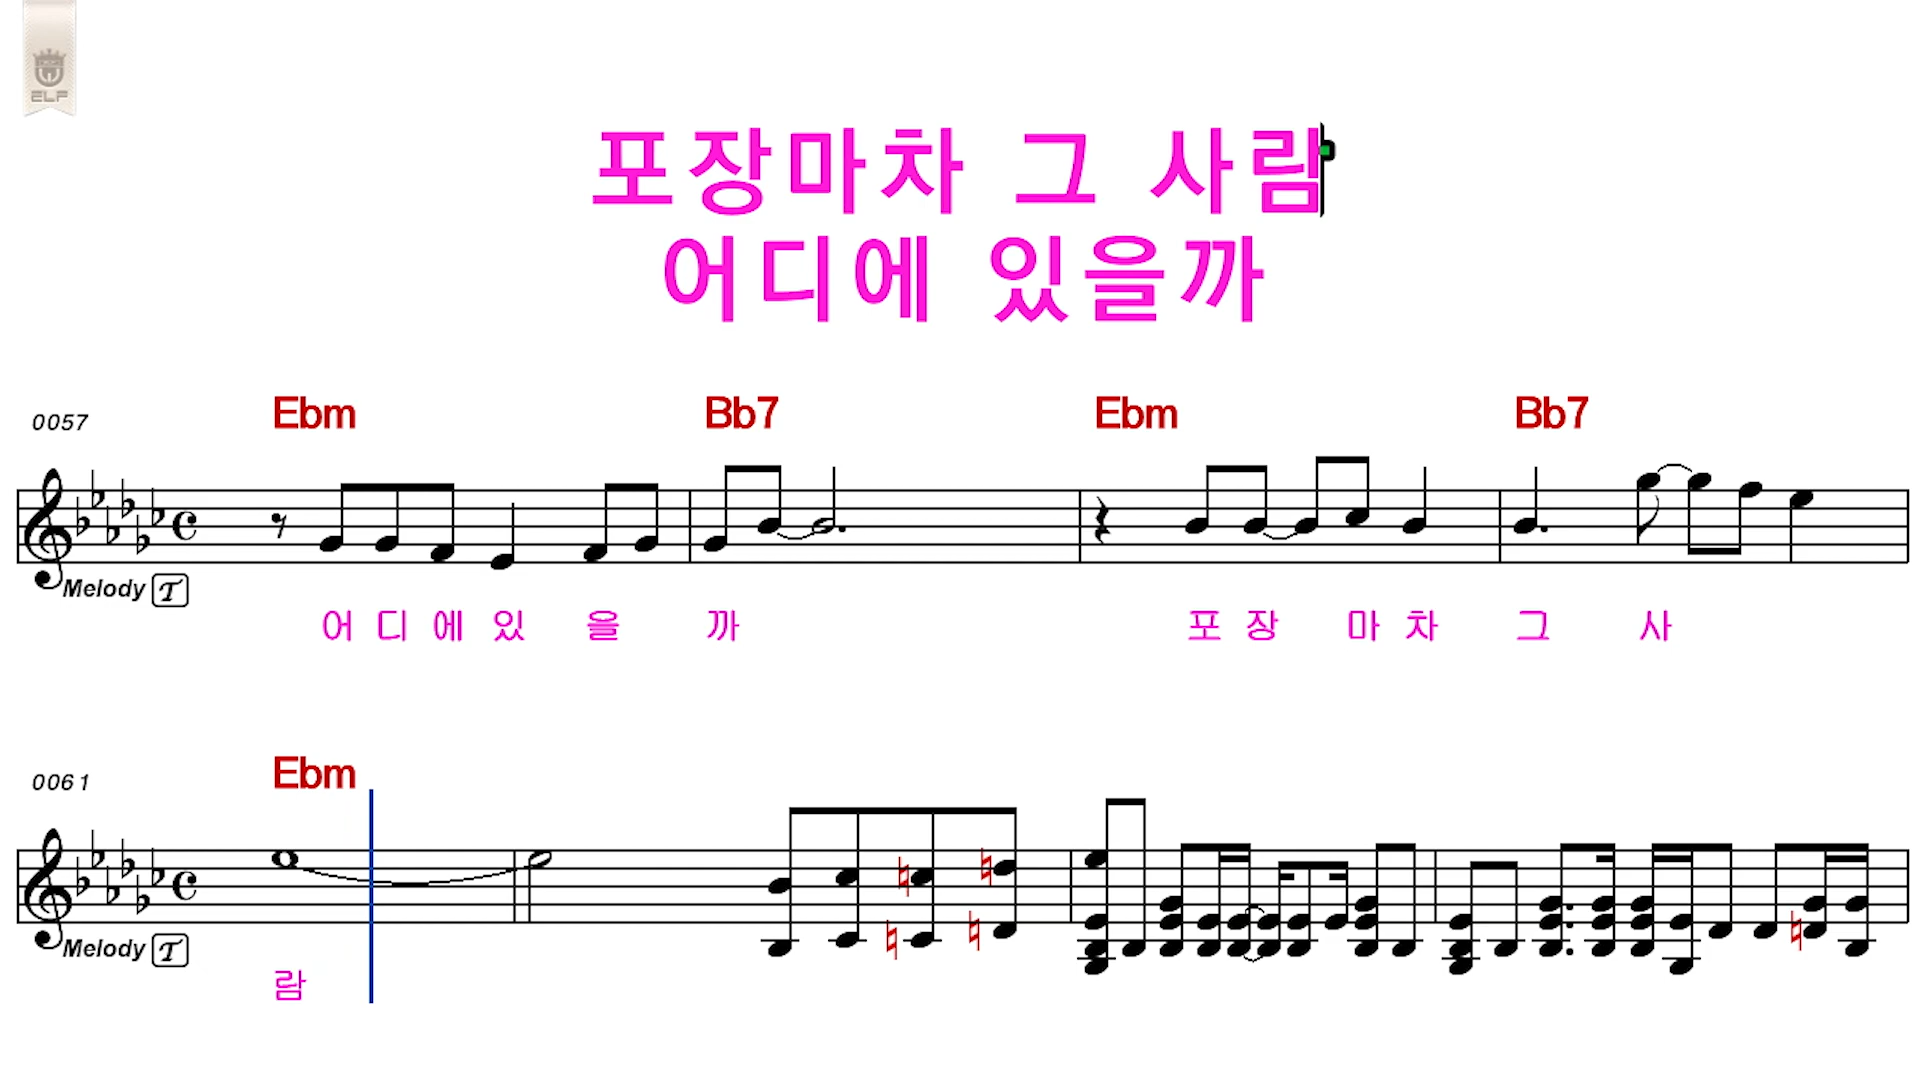 ELF
포장마차 그 사람
어디에 있을까
0057 Ebm Bb7 Ebm Bb7
Melody T
어 디 에 있 을 까 포 장 마 차 그 사
0061 Ebm
Melody T
람